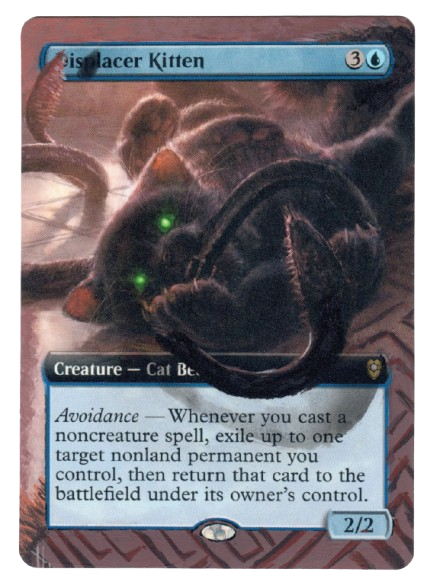 Displacer Kitten 3
Creature — Cat Be
Avoidance — Whenever you cast a
noncreature spell, exile up to one
target nonland permanent you
control, then return that card to the
battlefield under its owner's control.
2/2